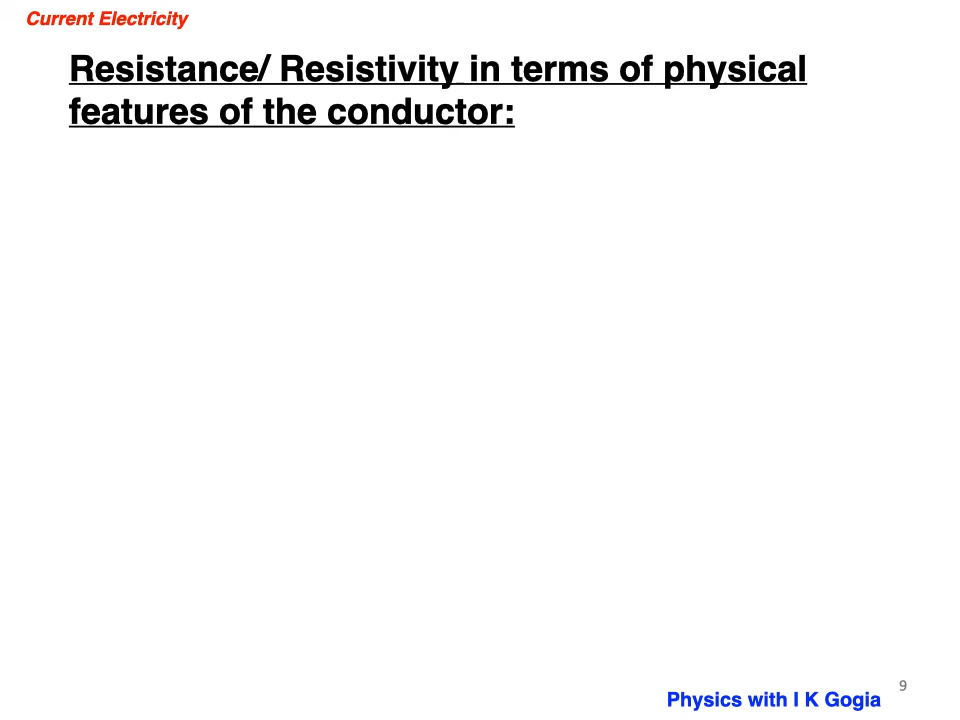 Current Electricity
Resistance/ Resistivity in terms of physical
features of the conductor:
9
Physics with I K Gogia